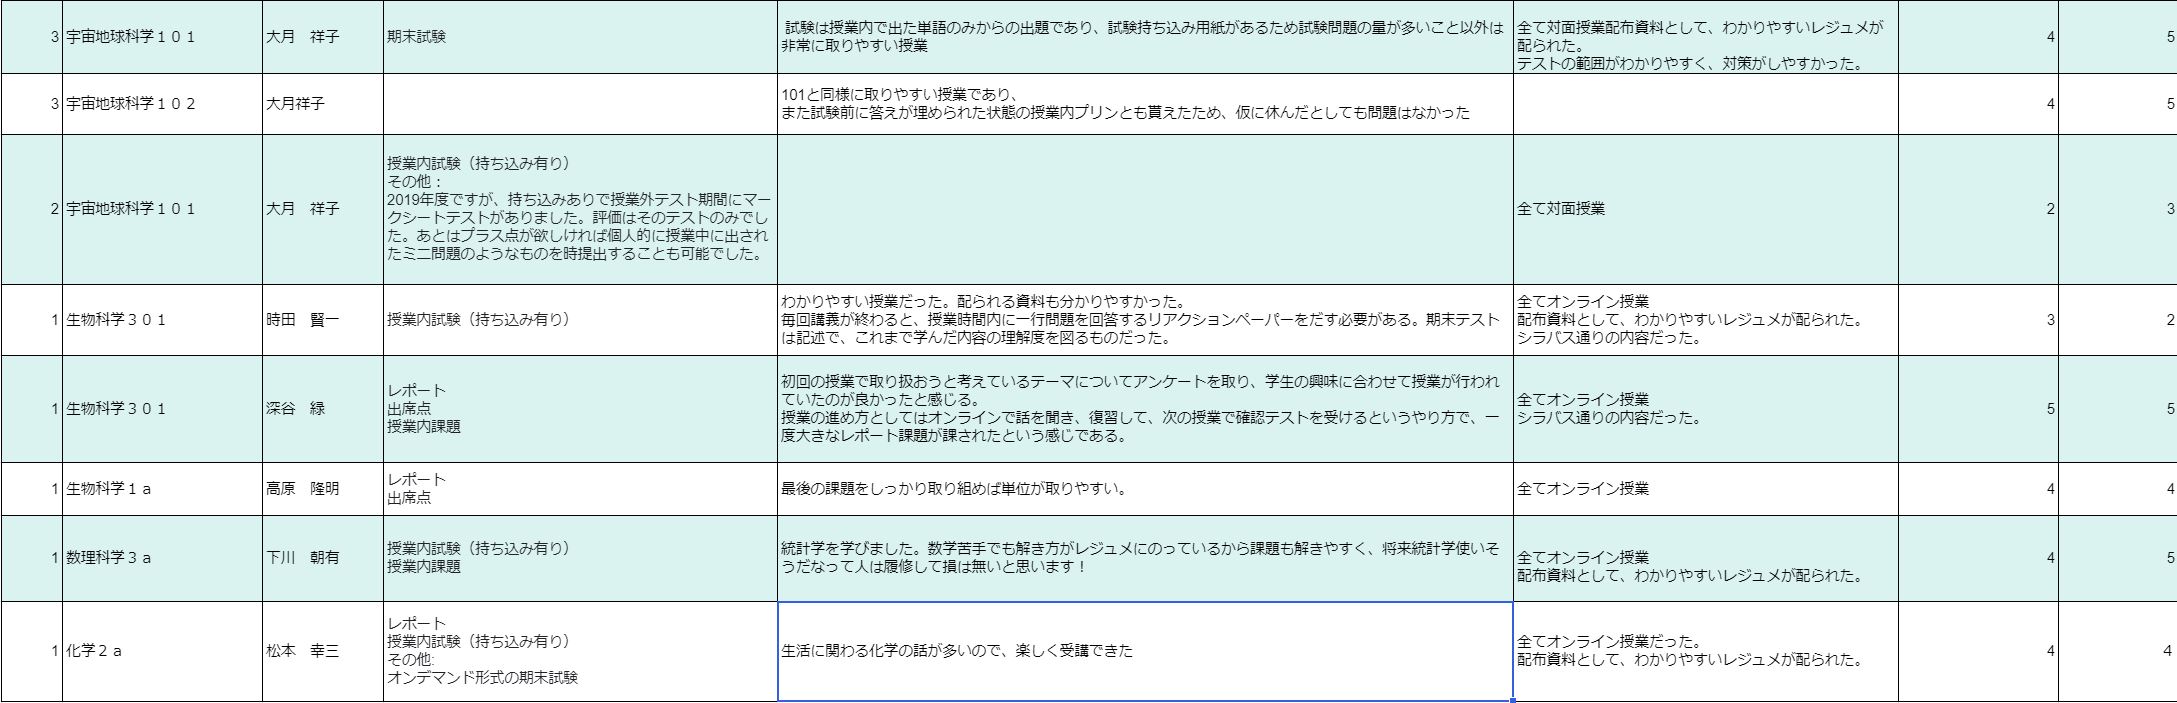 3 宇宙地球科学１０１ 大月　祥子 期末試験 試験は授業内で出た単語のみからの出題であり、試験持ち込み用紙があるため試験問題の量が多いこと以外は
非常に取りやすい授業
全て対面授業配布資料として、わかりやすいレジュメが
配られた。
テストの範囲がわかりやすく、対策がしやすかった。
4 5
3 宇宙地球科学１０２ 大月祥子
101と同様に取りやすい授業であり、
また試験前に答えが埋められた状態の授業内プリンとも貰えたため、仮に休んだとしても問題はなかった
4 5
2 宇宙地球科学１０１ 大月　祥子
授業内試験（持ち込み有り）
その他：
2019年度ですが、持ち込みありで授業外テスト期間にマー
クシートテストがありました。評価はそのテストのみでし
た。あとはプラス点が欲しければ個人的に授業中に出され
たミニ問題のようなものを時提出することも可能でした。
全て対面授業
2 3
1 生物科学３０１ 時田　賢一 授業内試験（持ち込み有り）
わかりやすい授業だった。配られる資料も分かりやすかった。
毎回講義が終わると、授業時間内に一行問題を回答するリアクションペーパーをだす必要がある。期末テスト
は記述で、これまで学んだ内容の理解度を図るものだった。
全てオンライン授業
配布資料として、わかりやすいレジュメが配られた。
シラバス通りの内容だった。
3 2
1 生物科学３０１ 深谷　緑
レポート
出席点
授業内課題
初回の授業で取り扱おうと考えているテーマについてアンケートを取り、学生の興味に合わせて授業が行われ
ていたのが良かったと感じる。
授業の進め方としてはオンラインで話を聞き、復習して、次の授業で確認テストを受けるというやり方で、一
度大きなレポート課題が課されたという感じである。
全てオンライン授業
シラバス通りの内容だった。
5 5
1 生物科学１ａ 高原　隆明
レポート
出席点
最後の課題をしっかり取り組めば単位が取りやすい。
全てオンライン授業
4 4
1 数理科学３ａ 下川　朝有
授業内試験（持ち込み有り）
授業内課題
統計学を学びました。数学苦手でも解き方がレジュメにのっているから課題も解きやすく、将来統計学使いそ
うだなって人は履修して損は無いと思います！
全てオンライン授業
配布資料として、わかりやすいレジュメが配られた。
4 5
1 化学２ａ 松本　幸三
レポート
授業内試験（持ち込み有り）
その他:
オンデマンド形式の期末試験
生活に関わる化学の話が多いので、楽しく受講できた
全てオンライン授業だった。
配布資料として、わかりやすいレジュメが配られた。
4 4